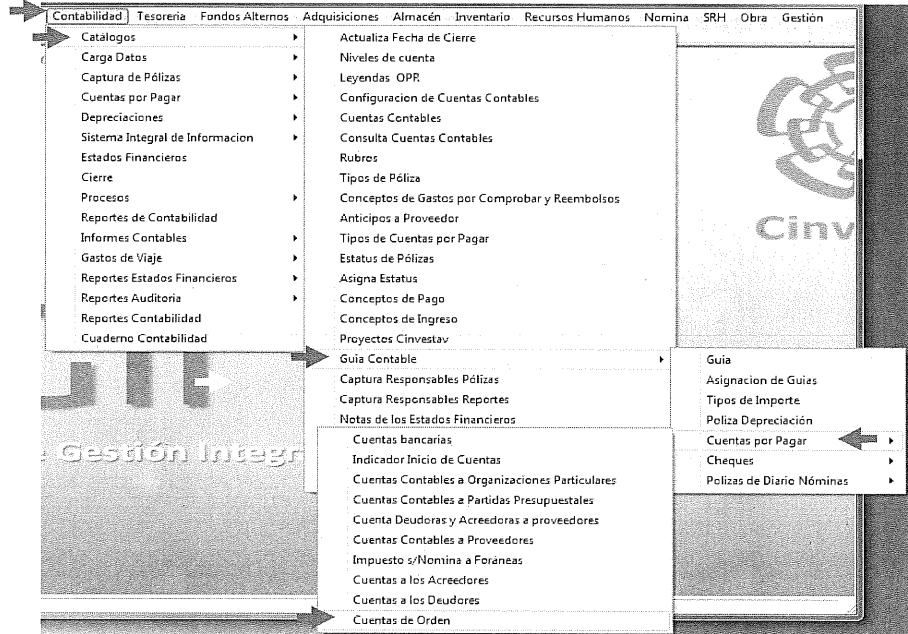 Contabilidad Tesoreria Fondos Alternos Adquisiciones Almacén Inventario Recursos Humanos Nomina SRH Obra Gestión
Catálogos
Carga Datos
Captura de Pólizas
Cuentas por Pagar
Depreciaciones
Sistema Integral de Informacion
Estados Financieros
Cierre
Procesos
Reportes de Contabilidad
Informes Contables
Gastos de Viaje
Reportes Estados Financieros
Reportes Auditoria
Reportes Contabilidad
Cuaderno Contabilidad
Actualiza Fecha de Cierre
Niveles de cuenta
Leyendas OPR
Configuracion de Cuentas Contables
Cuentas Contables
Consulta Cuentas Contables
Rubros
Tipos de Póliza
Conceptos de Gastos por Comprobar y Reembolsos
Anticipos a Proveedor
Tipos de Cuentas por Pagar
Estatus de Pólizas
Asigna Estatus
Conceptos de Pago
Conceptos de Ingreso
Proyectos Cinvestav
Guia Contable
Captura Responsables Pólizas
Captura Responsables Reportes
Notas de los Estados Financieros
Guia
Asignacion de Guias
Tipos de Importe
Poliza Depreciación
Cuentas por Pagar
Cheques
Polizas de Diario Nóminas
Cuentas bancarias
Indicador Inicio de Cuentas
Cuentas Contables a Organizaciones Particulares
Cuentas Contables a Partidas Presupuestales
Cuenta Deudoras y Acreedoras a proveedores
Cuentas Contables a Proveedores
Impuesto s/Nomina a Foráneas
Cuentas a los Acreedores
Cuentas a los Deudores
Cuentas de Orden
Cinv
Gestión Integr